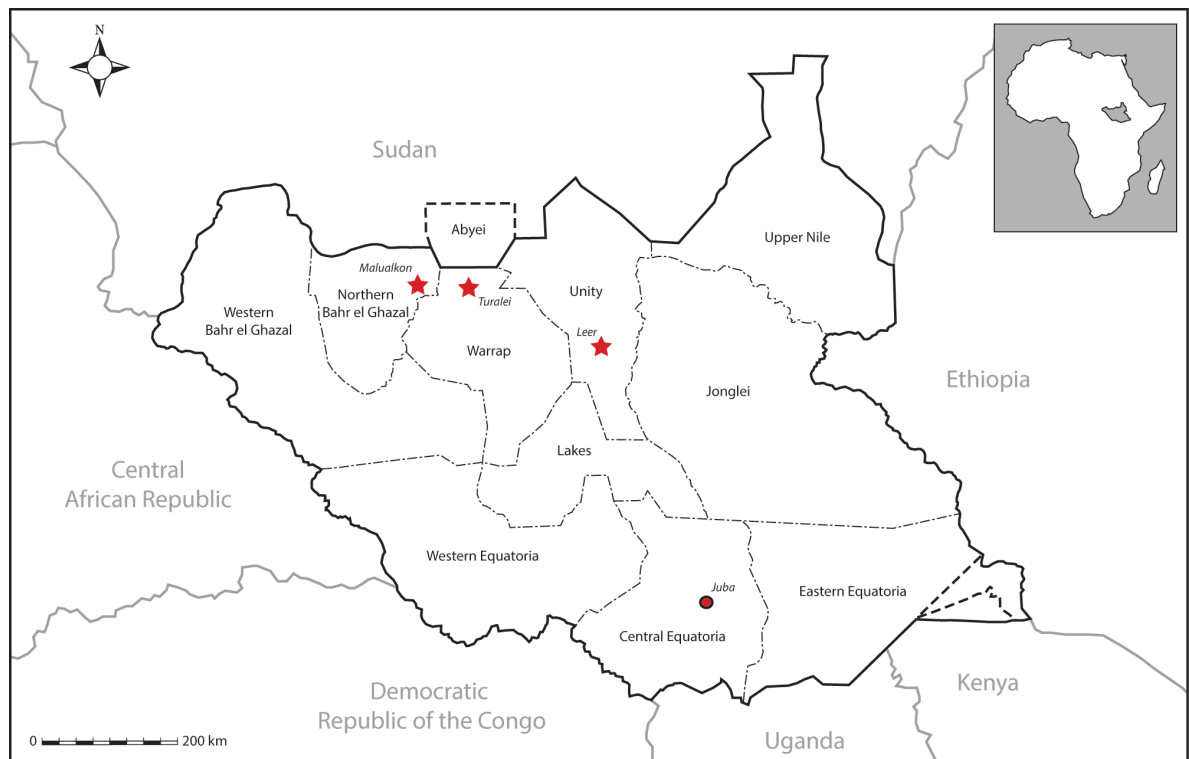 N
Sudan
Abyei
Upper Nile
Malualkon
Northern
Bahr el Ghazal
Turalei
Unity
Western
Bahr el Ghazal
Leer
Warrap
Ethiopia
Jonglei
Lakes
Central
African Republic
Western Equatoria
Juba
Eastern Equatoria
Central Equatoria
Kenya
Democratic
Republic of the Congo
Uganda
0 200 km